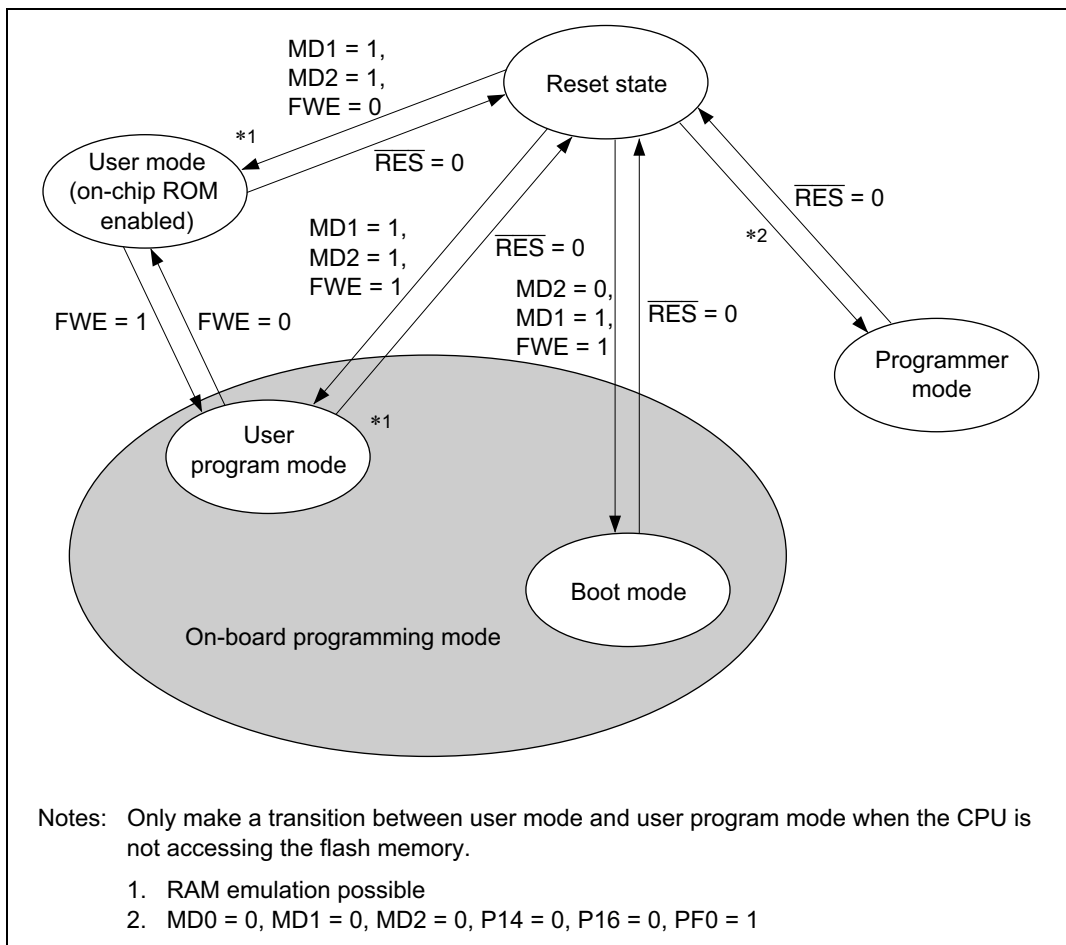 MD1 = 1,
MD2 = 1,
FWE = 0
Reset state
*1
RES = 0
User mode
(on-chip ROM
enabled)
MD1 = 1,
MD2 = 1,
FWE = 1
RES = 0
RES = 0
*2
MD2 = 0,
MD1 = 1,
FWE = 1
RES = 0
FWE = 1
FWE = 0
Programmer
mode
*1
User
program mode
Boot mode
On-board programming mode
Notes: Only make a transition between user mode and user program mode when the CPU is
not accessing the flash memory.
1. RAM emulation possible
2. MD0 = 0, MD1 = 0, MD2 = 0, P14 = 0, P16 = 0, PF0 = 1